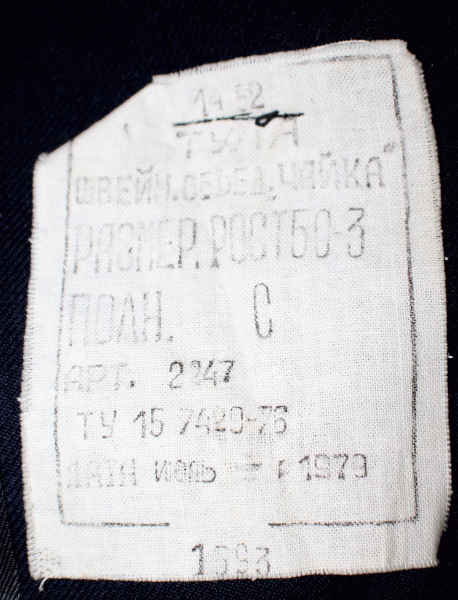 14 52
ТУЛА
ШВЕЙН.ОБЪЕД.„ЧАЙКА“
РАЗМЕР.РОСТ 50-3
ПОЛН. С
АРТ. 2247
ТУ 15 7420-76
ДАТА ИЮЛЬ 1979
1693